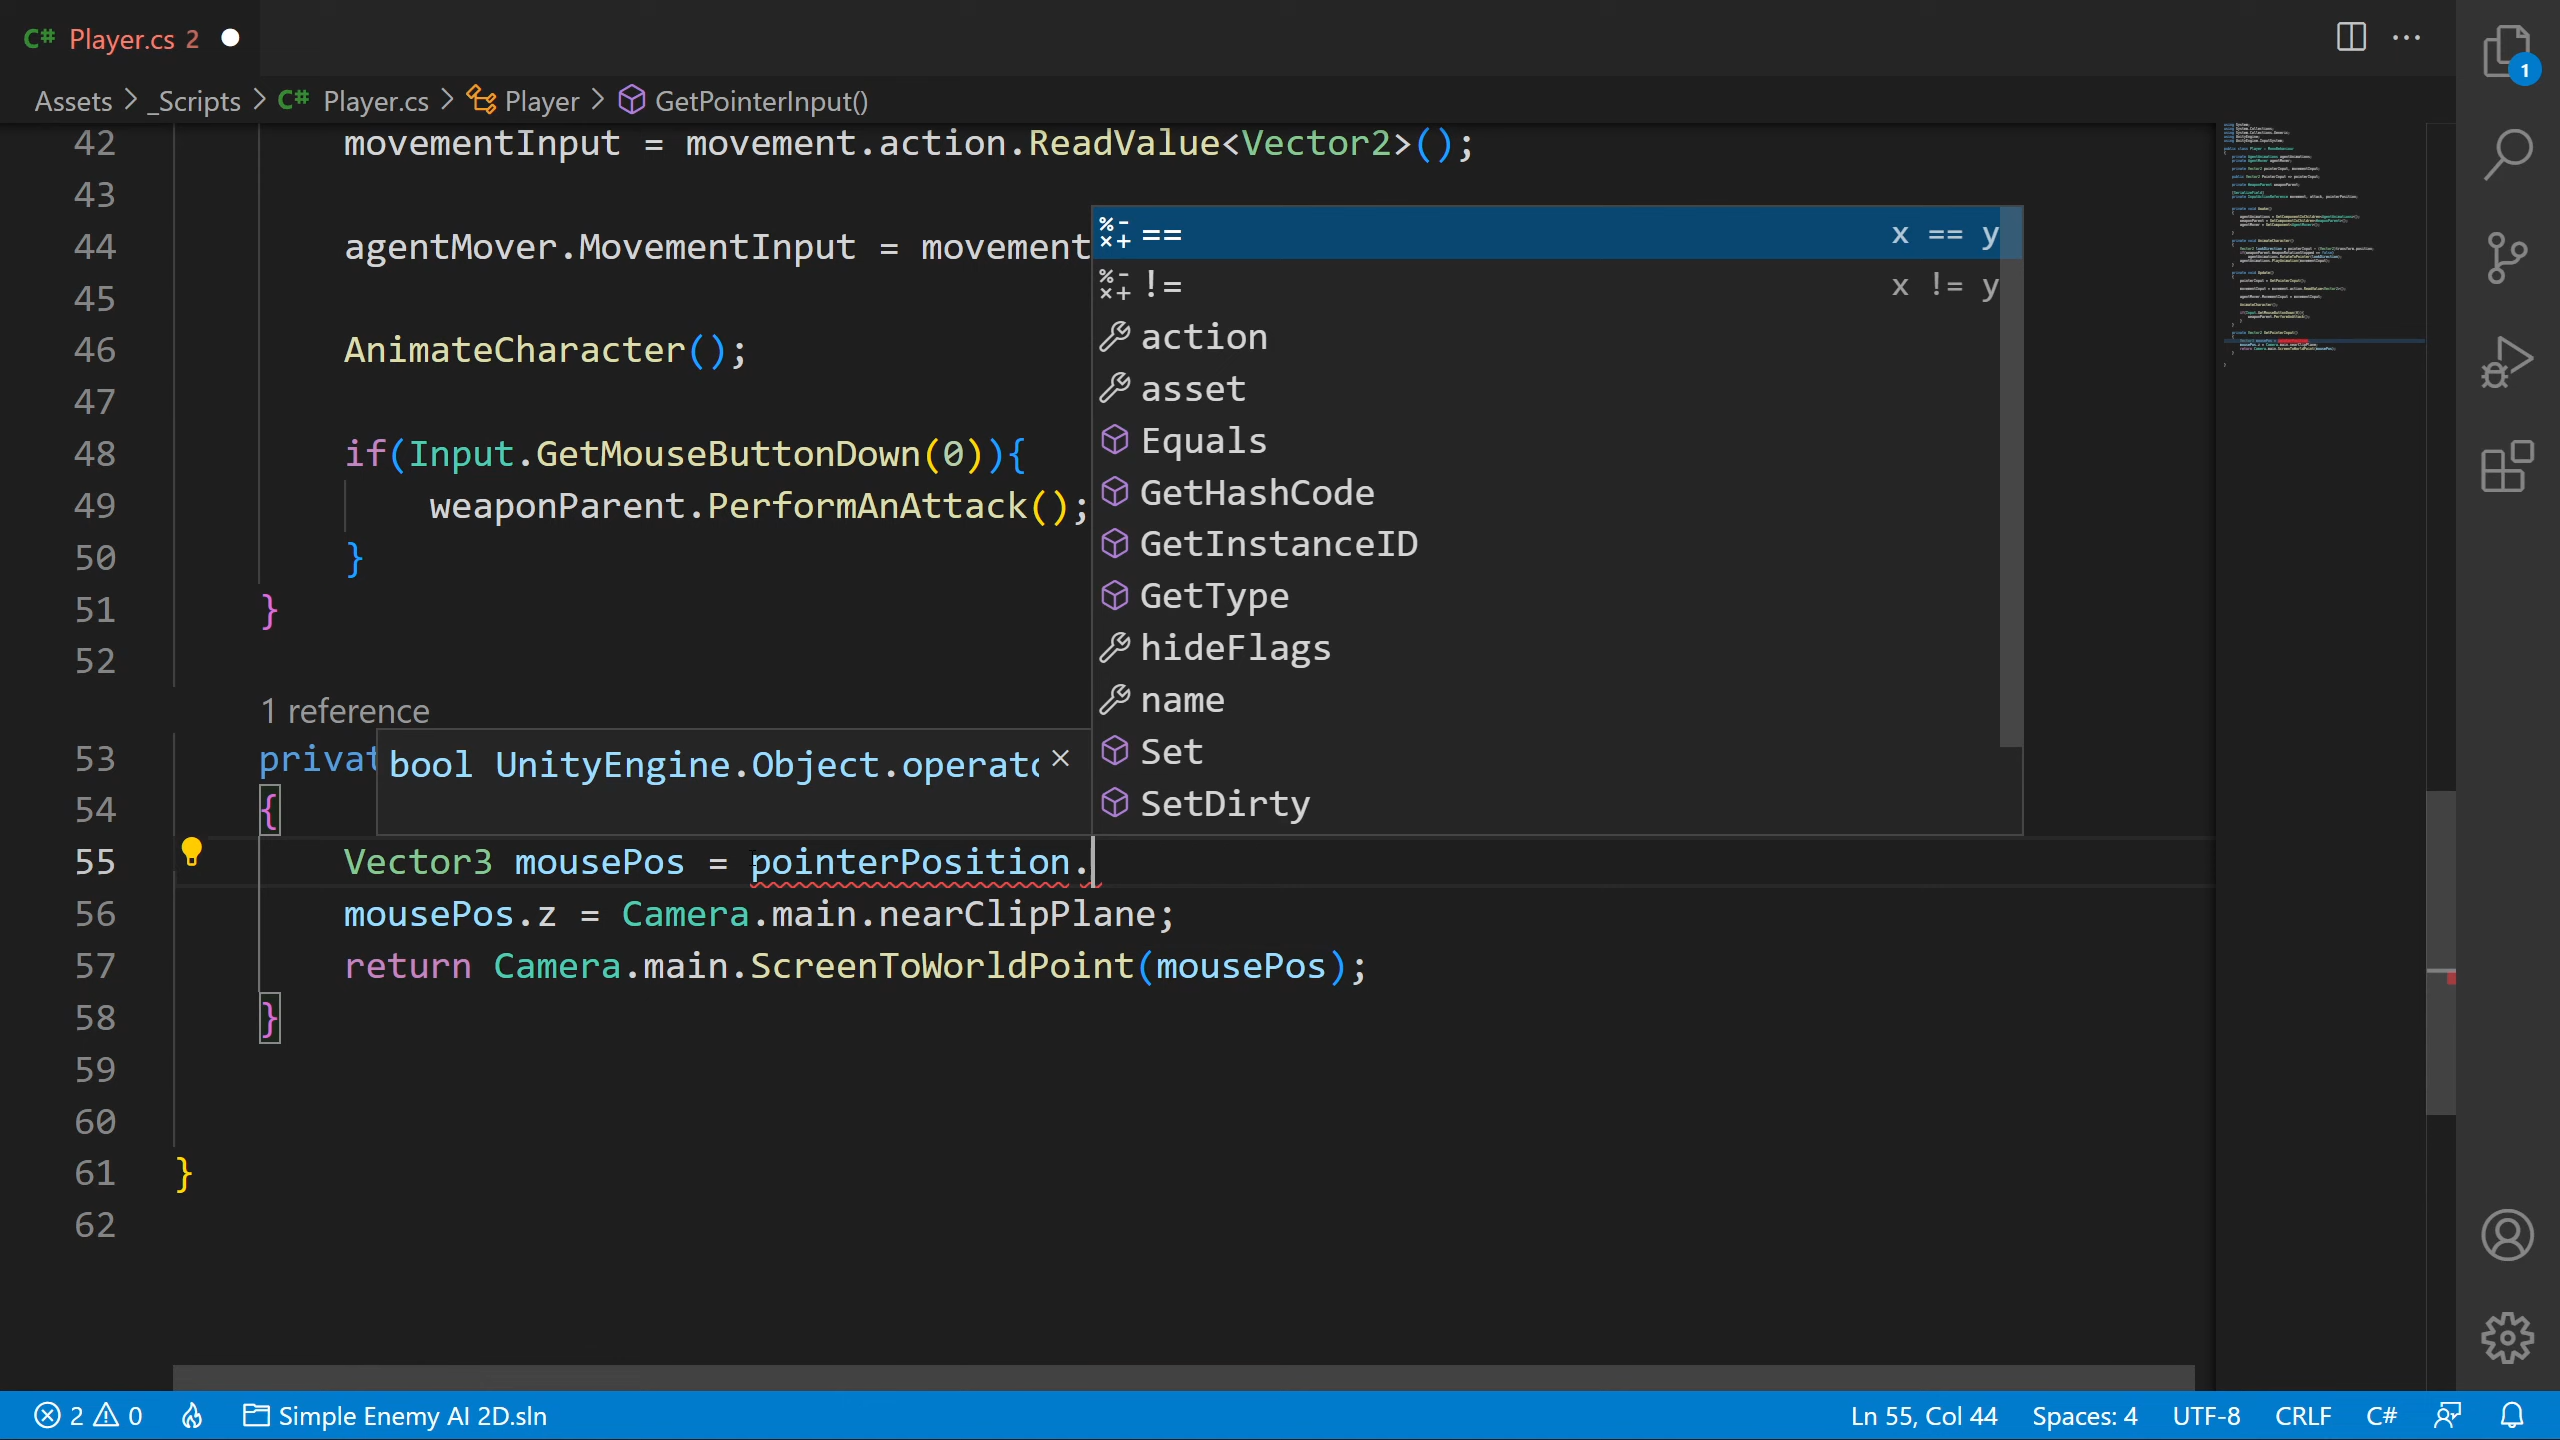 C# Player.cs 2
Assets > _Scripts > C# Player.cs > Player > GetPointerInput()
42 movementInput = movement.action.ReadValue<Vector2>();
43
44 agentMover.MovementInput = movement
45
46 AnimateCharacter();
47
48 if(Input.GetMouseButtonDown(0)){
49 weaponParent.PerformAnAttack();
50 }
51 }
52
1 reference
53 privat
54 {
55 Vector3 mousePos = pointerPosition.
56 mousePos.z = Camera.main.nearClipPlane;
57 return Camera.main.ScreenToWorldPoint(mousePos);
58 }
59
60
61 }
62
== x == y
!= x != y
action
asset
Equals
GetHashCode
GetInstanceID
GetType
hideFlags
name
Set
SetDirty
bool UnityEngine.Object.operato
1
2 0 Simple Enemy AI 2D.sln Ln 55, Col 44 Spaces: 4 UTF-8 CRLF C#